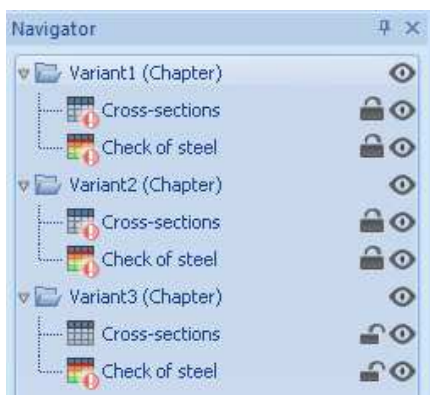 Navigator
Variant1 (Chapter)
Cross-sections
Check of steel
Variant2 (Chapter)
Cross-sections
Check of steel
Variant3 (Chapter)
Cross-sections
Check of steel